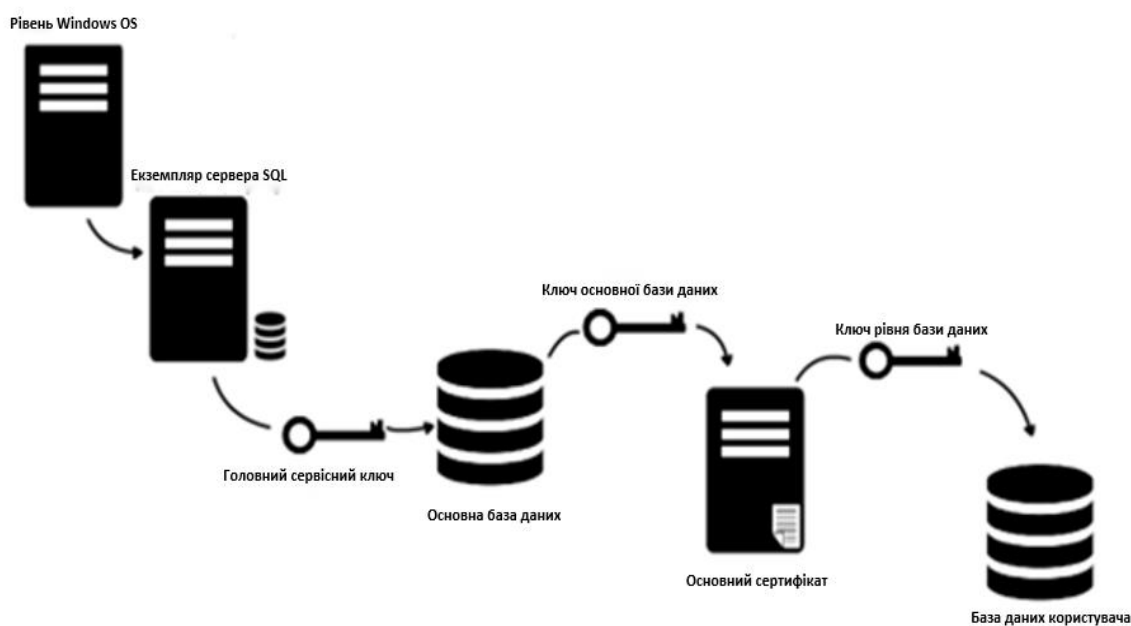 Рівень Windows OS
Екземпляр сервера SQL
Ключ основної бази даних
Ключ рівня бази даних
Головний сервісний ключ
Основна база даних
Основний сертифікат
База даних користувача